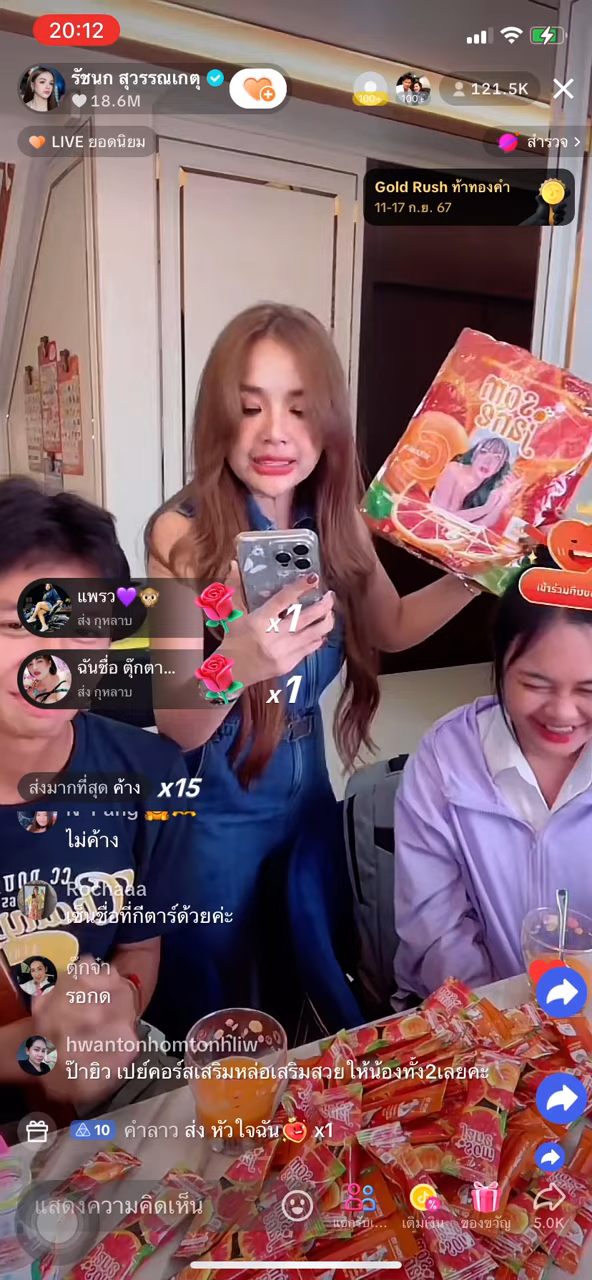 20:12
รัชนก สุวรรณเกตุ
18.6M
100+
100+
121.5K
LIVE ยอดนิยม
สำรวจ >
Gold Rush ท้าทองคำ
11-17 ก.ย. 67
แพรว💜🐵
ส่ง กุหลาบ
x1
ฉันชื่อ ตุ๊กตา...
ส่ง กุหลาบ
x1
ส่งมากที่สุด ค้าง x15
ไม่ค้าง
Rochaaa
เซ็นชื่อที่กีตาร์ด้วยค่ะ
ตุ๊กจ๋า
รอกด
hwantonhomtonhliw
ป๊ายิว เปย์คอร์สเสริมหล่อเสริมสวย ให้น้องทั้ง2เลยคะ
10 คำลาว ส่ง หัวใจฉัน x1
แสดงความคิดเห็น
เติมเงิน
ของขวัญ
5.0K